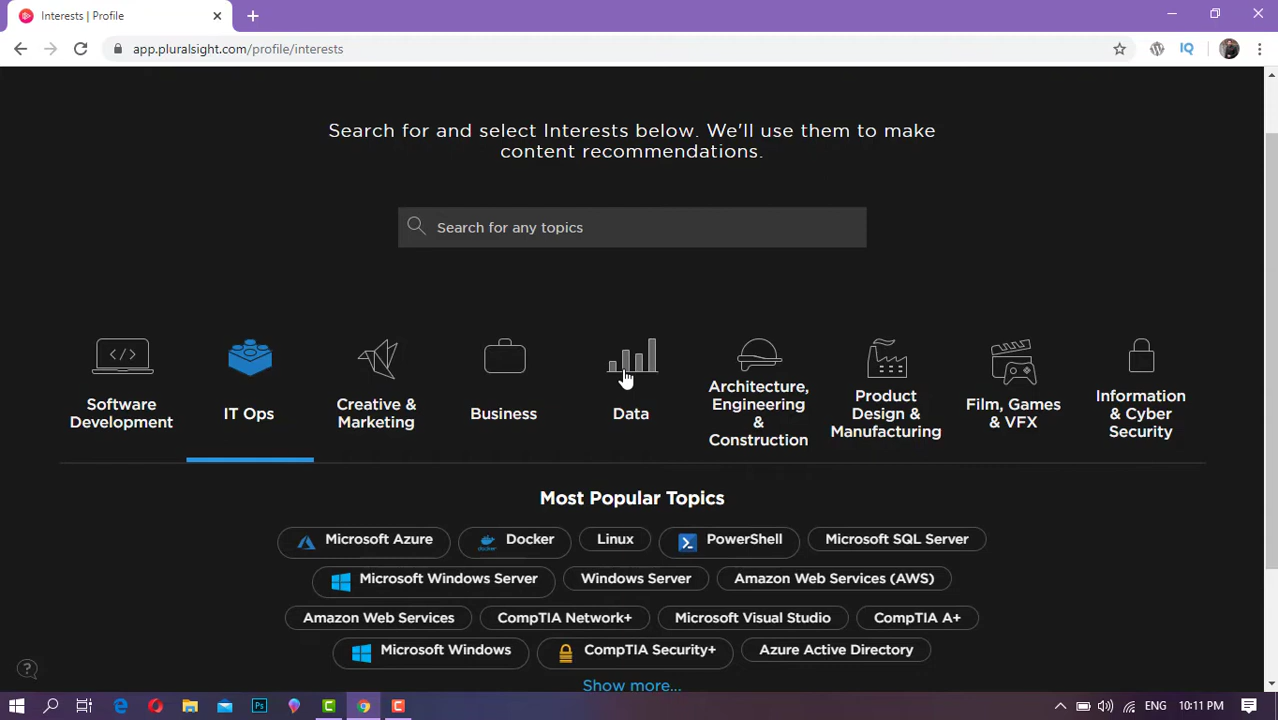 Interests | Profile
app.pluralsight.com/profile/interests
IQ
Search for and select Interests below. We'll use them to make
content recommendations.
Search for any topics
Software
Development
IT Ops
Creative &
Marketing
Business
Data
Architecture,
Engineering
&
Construction
Product
Design &
Manufacturing
Film, Games
& VFX
Information
& Cyber
Security
Most Popular Topics
Microsoft Azure
docker
Docker
Linux
PowerShell
Microsoft SQL Server
Microsoft Windows Server
Windows Server
Amazon Web Services (AWS)
Amazon Web Services
CompTIA Network+
Microsoft Visual Studio
CompTIA A+
Microsoft Windows
CompTIA Security+
Azure Active Directory
Show more...
Ps
C
C
ENG
10:11 PM